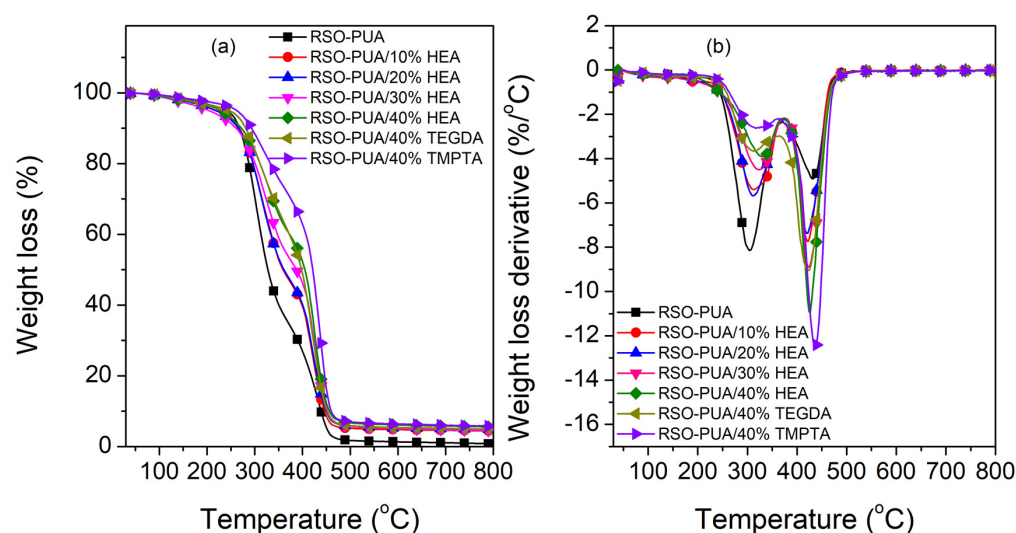 (a)
RSO-PUA
RSO-PUA/10% HEA
RSO-PUA/20% HEA
RSO-PUA/30% HEA
RSO-PUA/40% HEA
RSO-PUA/40% TEGDA
RSO-PUA/40% TMPTA
100
80
60
40
20
0
Weight loss (%)
100 200 300 400 500 600 700 800
Temperature (°C)
(b)
2
0
-2
-4
-6
-8
-10
-12
-14
-16
Weight loss derivative (%/°C)
RSO-PUA
RSO-PUA/10% HEA
RSO-PUA/20% HEA
RSO-PUA/30% HEA
RSO-PUA/40% HEA
RSO-PUA/40% TEGDA
RSO-PUA/40% TMPTA
100 200 300 400 500 600 700 800
Temperature (°C)